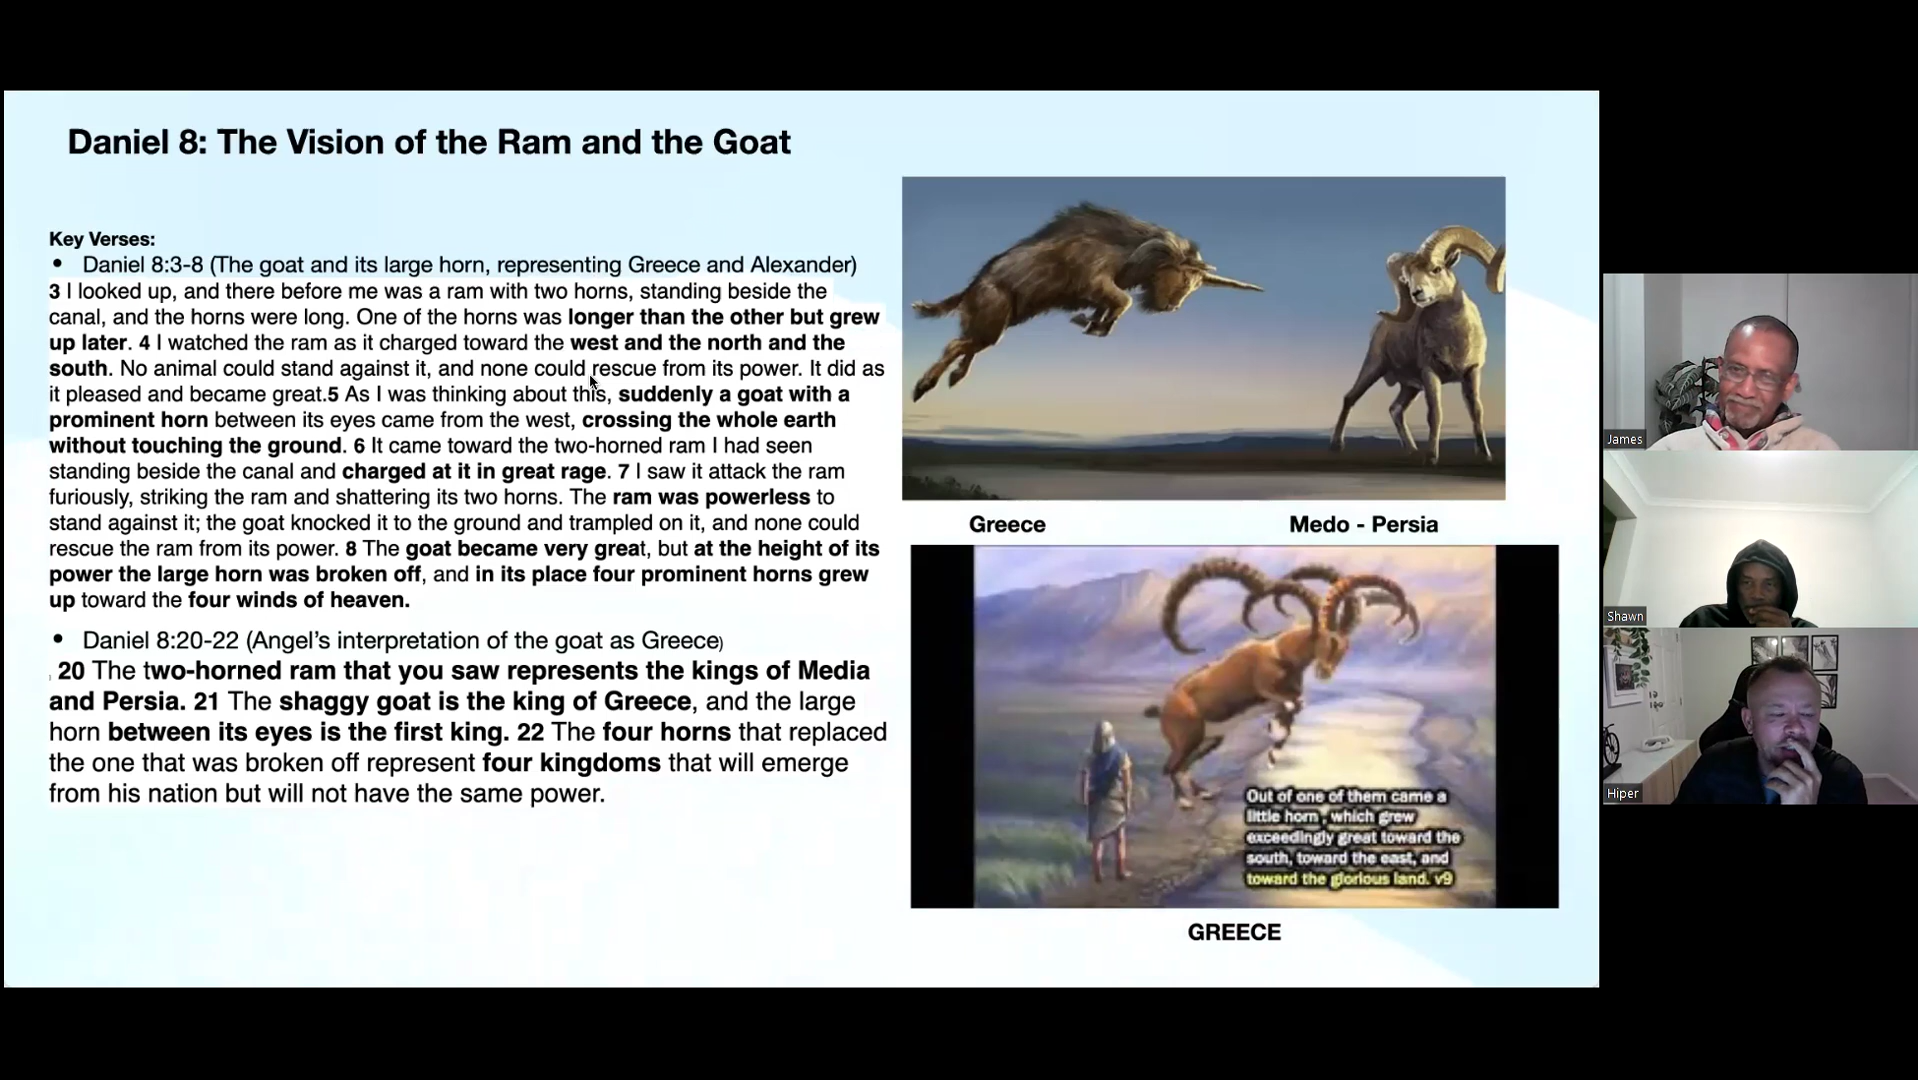 Daniel 8: The Vision of the Ram and the Goat
Key Verses:
• Daniel 8:3-8 (The goat and its large horn, representing Greece and Alexander)
3 I looked up, and there before me was a ram with two horns, standing beside the
canal, and the horns were long. One of the horns was longer than the other but grew
up later. 4 I watched the ram as it charged toward the west and the north and the
south. No animal could stand against it, and none could rescue from its power. It did as
it pleased and became great.5 As I was thinking about this, suddenly a goat with a
prominent horn between its eyes came from the west, crossing the whole earth
without touching the ground. 6 It came toward the two-horned ram I had seen
standing beside the canal and charged at it in great rage. 7 I saw it attack the ram
furiously, striking the ram and shattering its two horns. The ram was powerless to
stand against it; the goat knocked it to the ground and trampled on it, and none could
rescue the ram from its power. 8 The goat became very great, but at the height of its
power the large horn was broken off, and in its place four prominent horns grew
up toward the four winds of heaven.
• Daniel 8:20-22 (Angel's interpretation of the goat as Greece)
. 20 The two-horned ram that you saw represents the kings of Media
and Persia. 21 The shaggy goat is the king of Greece, and the large
horn between its eyes is the first king. 22 The four horns that replaced
the one that was broken off represent four kingdoms that will emerge
from his nation but will not have the same power.
Greece Medo - Persia
Out of one of them came a
little horn, which grew
exceedingly great toward the
south, toward the east, and
toward the glorious land. v9
GREECE
James
Shawn
Hiper